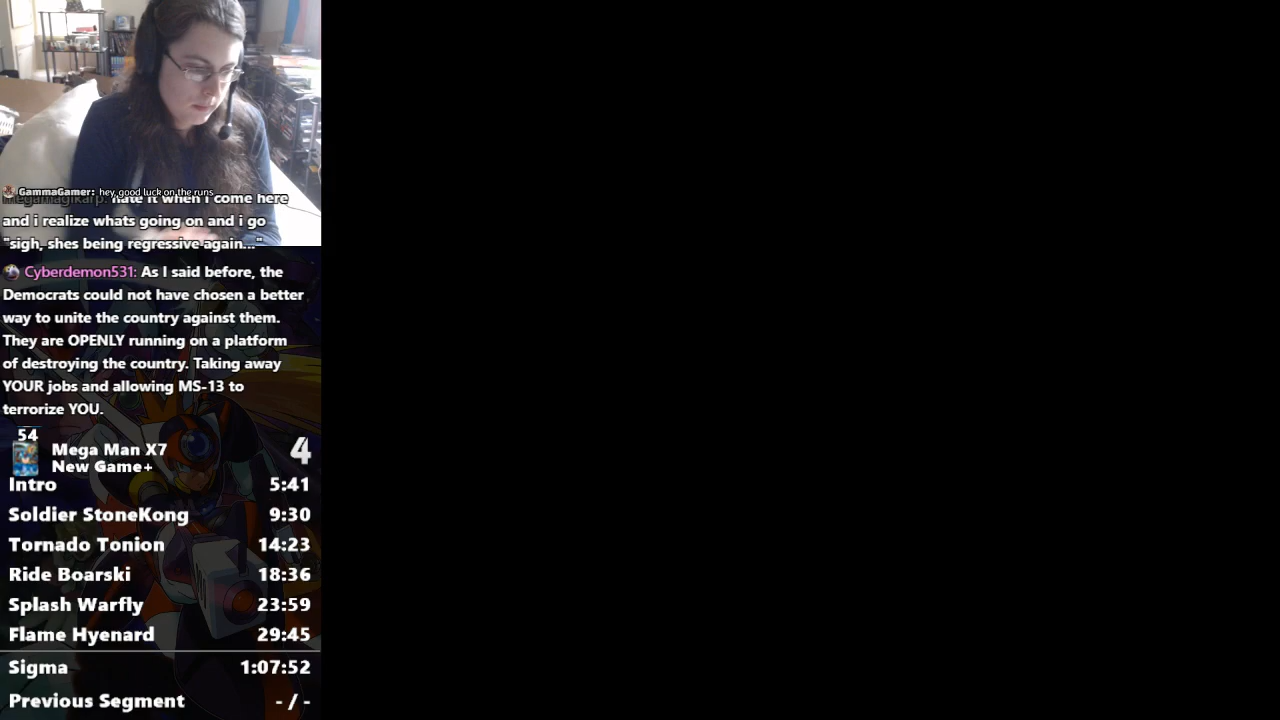 GammaGamer: hey, good luck on the runs
megamagikarp: hate it when i come here
and i realize whats going on and i go
"sigh, shes being regressive again..."
Cyberdemon531: As I said before, the
Democrats could not have chosen a better
way to unite the country against them.
They are OPENLY running on a platform
of destroying the country. Taking away
YOUR jobs and allowing MS-13 to
terrorize YOU.
54
Mega Man X7
New Game+
4
Intro 5:41
Soldier StoneKong 9:30
Tornado Tonion 14:23
Ride Boarski 18:36
Splash Warfly 23:59
Flame Hyenard 29:45
Sigma 1:07:52
Previous Segment - / -